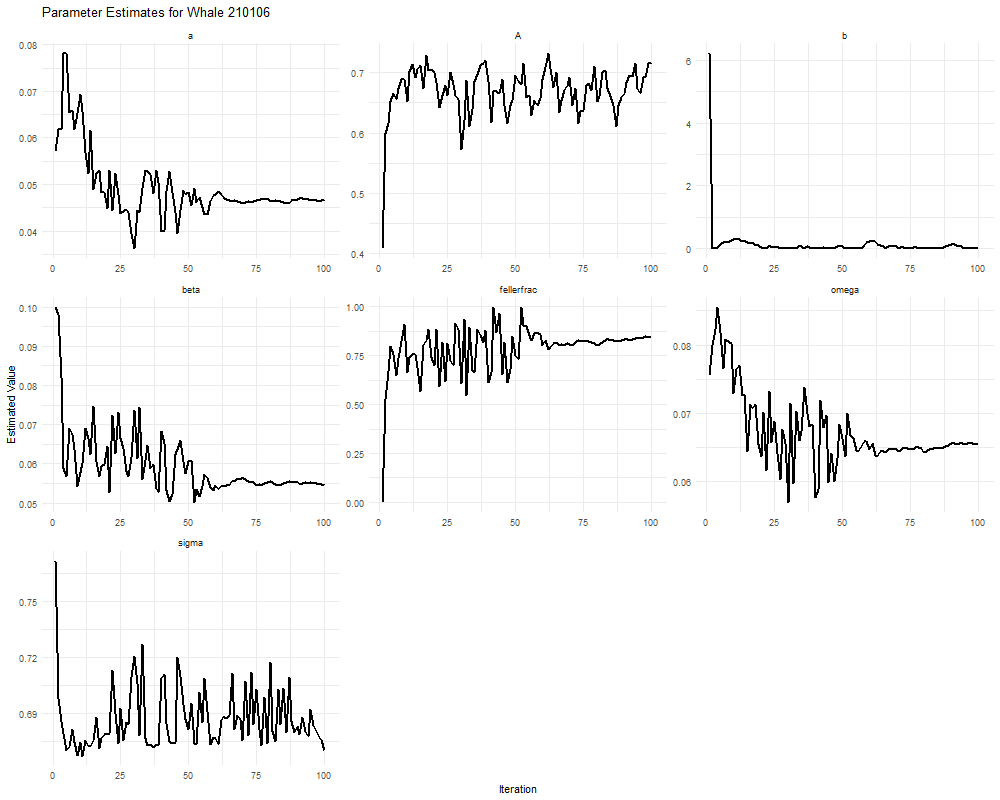 Parameter Estimates for Whale 210106
a
A
b
0.08
0.07
0.06
0.05
0.04
0 25 50 75 100
0.7
0.6
0.5
0.4
0 25 50 75 100
6
4
2
0
0 25 50 75 100
beta
fellerfrac
omega
Estimated Value
0.10
0.09
0.08
0.07
0.06
0.05
0 25 50 75 100
1.00
0.75
0.50
0.25
0.00
0 25 50 75 100
0.08
0.07
0.06
0 25 50 75 100
sigma
0.75
0.72
0.69
0 25 50 75 100
Iteration